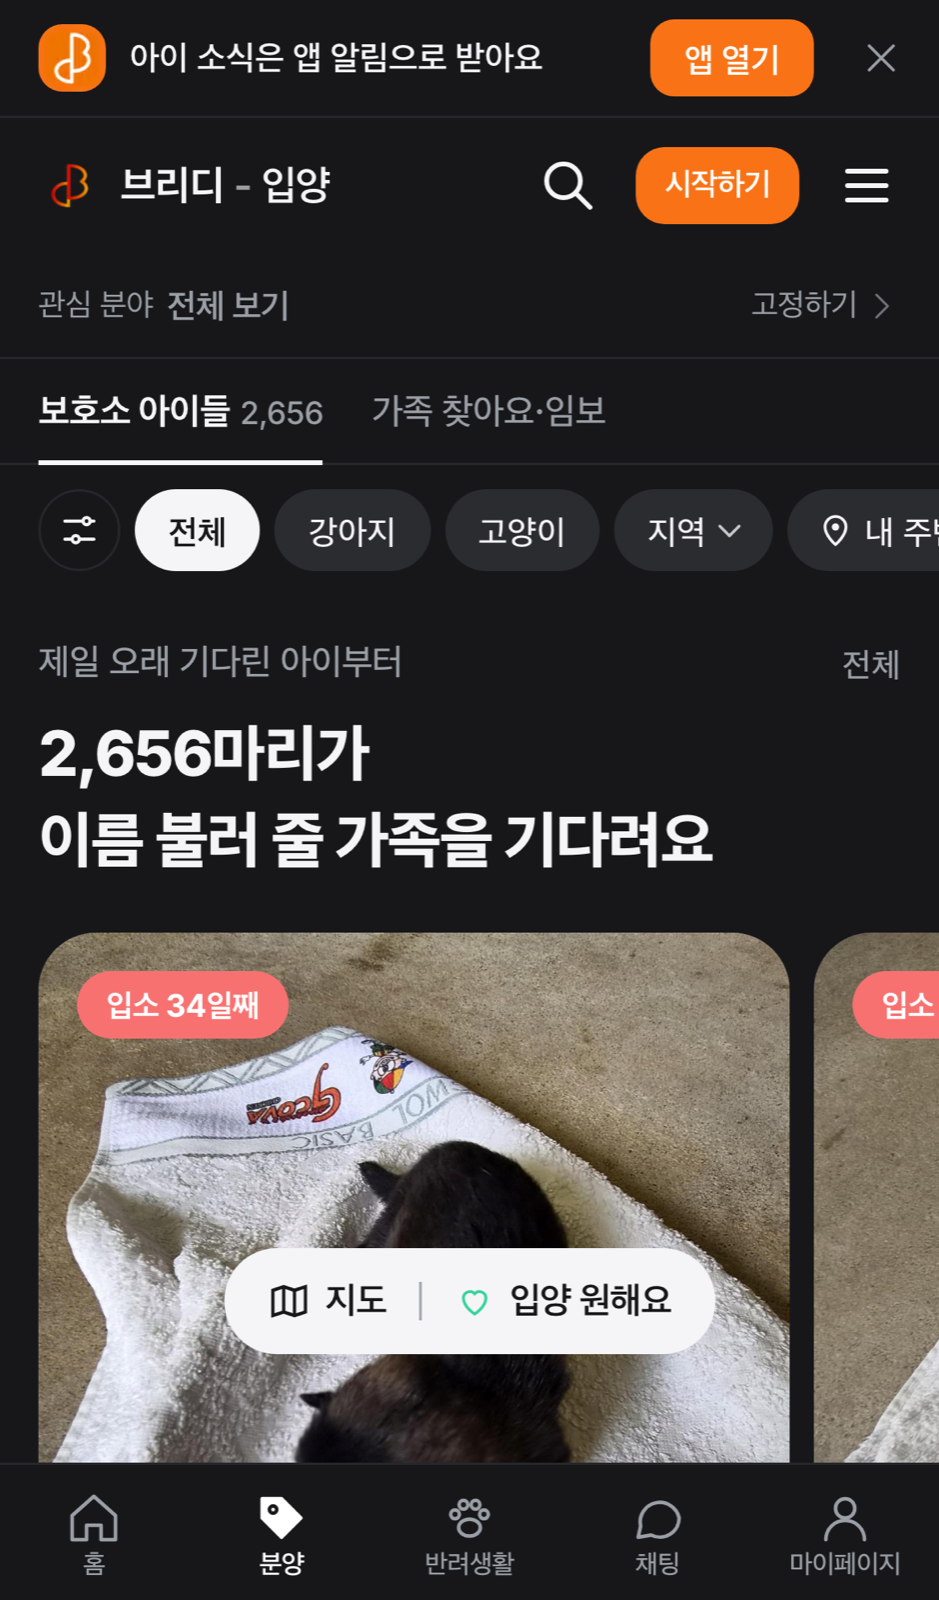 아이 소식은 앱 알림으로 받아요
앱 열기
브리디 - 입양
시작하기
관심 분야 전체 보기
고정하기
보호소 아이들 2,656
가족 찾아요·임보
전체
강아지
고양이
지역
내 주변
제일 오래 기다린 아이부터
전체
2,656마리가
이름 불러 줄 가족을 기다려요
입소 34일째
입소
BASIC
지도
입양 원해요
홈
분양
반려생활
채팅
마이페이지